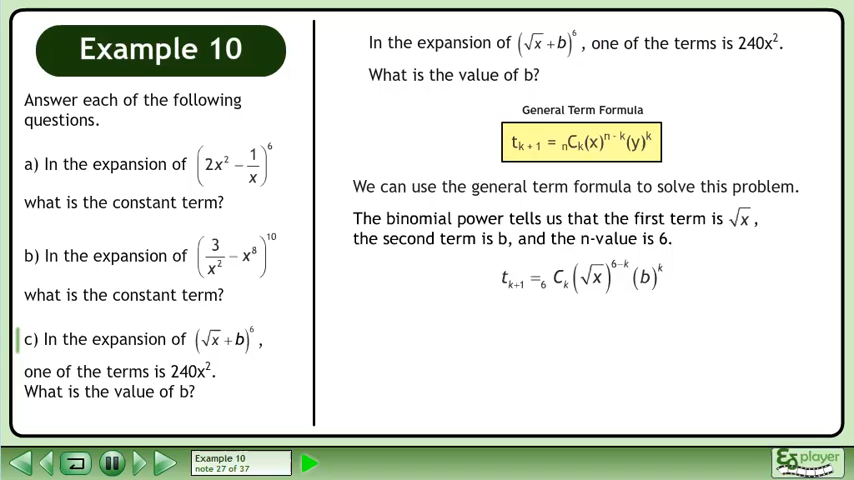 Example 10
Answer each of the following
questions.
a) In the expansion of (2x² − 1/x)⁶
what is the constant term?
b) In the expansion of (3/x² − x⁸)¹⁰
what is the constant term?
c) In the expansion of (√x + b)⁶,
one of the terms is 240x².
What is the value of b?
In the expansion of (√x + b)⁶, one of the terms is 240x².
What is the value of b?
General Term Formula
tₖ₊₁ = ₙCₖ(x)ⁿ⁻ᵏ(y)ᵏ
We can use the general term formula to solve this problem.
The binomial power tells us that the first term is √x,
the second term is b, and the n-value is 6.
tₖ₊₁ = ₆Cₖ(√x)⁶⁻ᵏ(b)ᵏ
Example 10
note 27 of 37
player